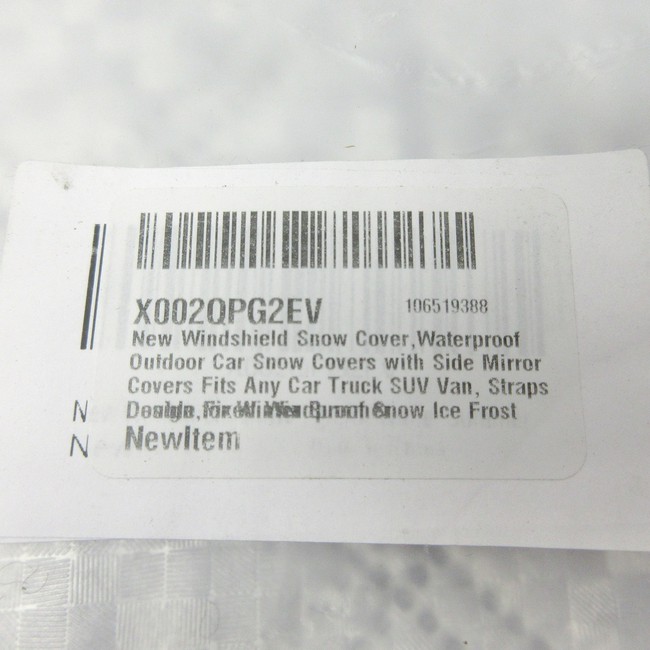 X002QPG2EV 106519388
New Windshield Snow Cover,Waterproof
Outdoor Car Snow Covers with Side Mirror
Covers Fits Any Car Truck SUV Van, Straps
N Snow Ice Frost
N NewItem